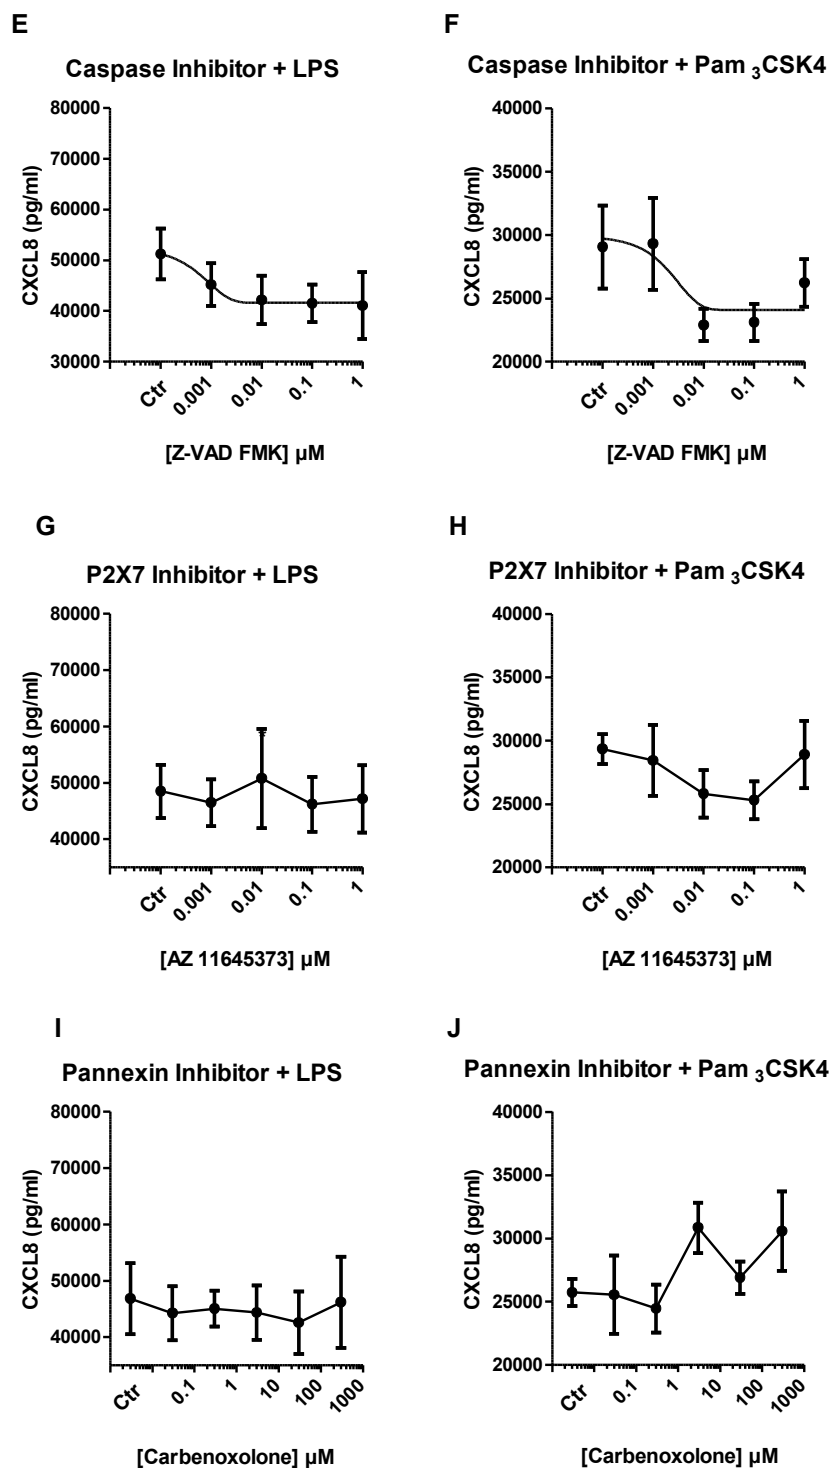 E
Caspase Inhibitor + LPS
80000
70000
60000
50000
40000
30000
CXCL8 (pg/ml)
Ctr
0.001
0.01
0.1
1
[Z-VAD FMK] µM
F
Caspase Inhibitor + Pam 3CSK4
40000
35000
30000
25000
20000
CXCL8 (pg/ml)
Ctr
0.001
0.01
0.1
1
[Z-VAD FMK] µM
G
P2X7 Inhibitor + LPS
80000
70000
60000
50000
40000
CXCL8 (pg/ml)
Ctr
0.001
0.01
0.1
1
[AZ 11645373] µM
H
P2X7 Inhibitor + Pam 3CSK4
40000
35000
30000
25000
20000
CXCL8 (pg/ml)
Ctr
0.001
0.01
0.1
1
[AZ 11645373] µM
I
Pannexin Inhibitor + LPS
80000
70000
60000
50000
40000
CXCL8 (pg/ml)
Ctr
0.1
1
10
100
1000
[Carbenoxolone] µM
J
Pannexin Inhibitor + Pam 3CSK4
40000
35000
30000
25000
20000
CXCL8 (pg/ml)
Ctr
0.1
1
10
100
1000
[Carbenoxolone] µM